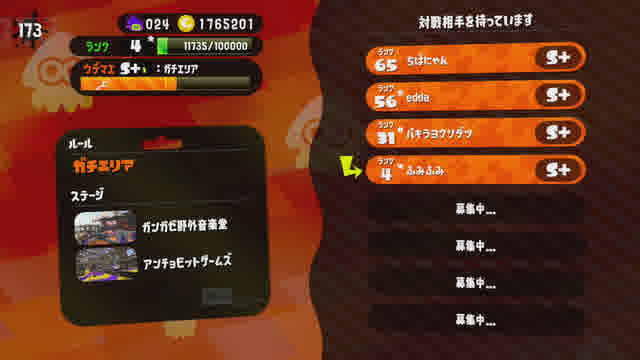 173
024
1765201
ランク 4* 11735/100000
ウデマエ S+ : ガチエリア
ルール
ガチエリア
ステージ
ガンガゼ野外音楽堂
アンチョビットゲームズ
対戦相手を待っています
ランク 65 ちはにゃん S+
ランク 56* edda S+
ランク 31* バキラヨクソダツ S+
ランク 4* ふみふみ S+
募集中...
募集中...
募集中...
募集中...